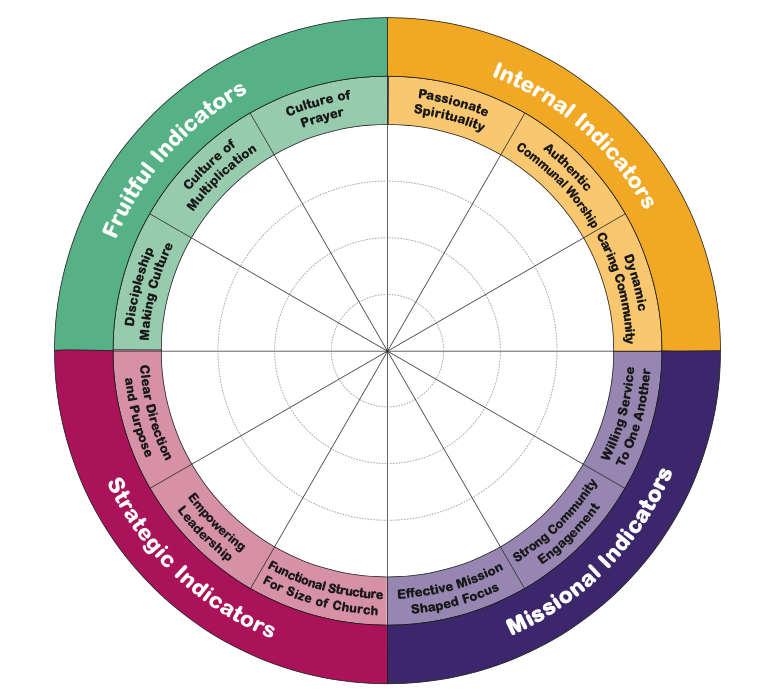 Internal Indicators
Passionate
Spirituality
Authentic
Communal Worship
Dynamic
Caring Community
Missional Indicators
Willing Service
To One Another
Strong Community
Engagement
Effective Mission
Shaped Focus
Strategic Indicators
Functional Structure
For Size of Church
Empowering
Leadership
Clear Direction
and Purpose
Fruitful Indicators
Discipleship
Making Culture
Culture of
Multiplication
Culture of
Prayer